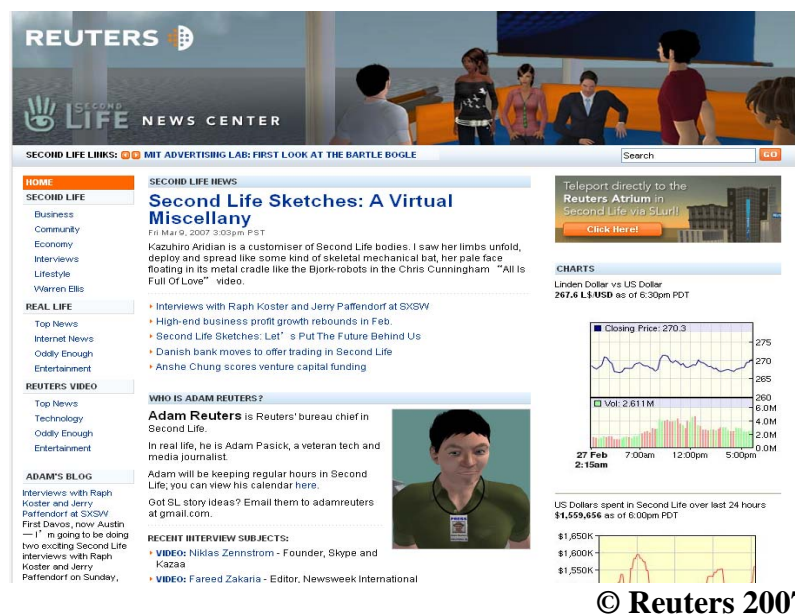 REUTERS
SECOND
LIFE NEWS CENTER
SECOND LIFE LINKS: MIT ADVERTISING LAB: FIRST LOOK AT THE BARTLE BOGLE
Search GO
HOME
SECOND LIFE
Business
Community
Economy
Interviews
Lifestyle
Warren Ellis
REAL LIFE
Top News
Internet News
Oddly Enough
Entertainment
REUTERS VIDEO
Top News
Technology
Oddly Enough
Entertainment
ADAM'S BLOG
Interviews with Raph
Koster and Jerry
Paffendorf at SXSW
First Davos, now Austin
— I' m going to be doing
two exciting Second Life
interviews with Raph
Koster and Jerry
Paffendorf on Sunday,
SECOND LIFE NEWS
Second Life Sketches: A Virtual
Miscellany
Fri Mar 9, 2007 3:03pm PST
Kazuhiro Aridian is a customiser of Second Life bodies. I saw her limbs unfold,
deploy and spread like some kind of skeletal mechanical bat, her pale face
floating in its metal cradle like the Bjork-robots in the Chris Cunningham “All Is
Full Of Love” video.
Interviews with Raph Koster and Jerry Paffendorf at SXSW
High-end business profit growth rebounds in Feb.
Second Life Sketches: Let' s Put The Future Behind Us
Danish bank moves to offer trading in Second Life
Anshe Chung scores venture capital funding
WHO IS ADAM REUTERS?
Adam Reuters is Reuters' bureau chief in
Second Life.
In real life, he is Adam Pasick, a veteran tech and
media journalist.
Adam will be keeping regular hours in Second
Life; you can view his calendar here.
Got SL story ideas? Email them to adamreuters
at gmail.com.
PRESS
RECENT INTERVIEW SUBJECTS:
VIDEO: Niklas Zennstrom - Founder, Skype and
Kazaa
VIDEO: Fareed Zakaria - Editor, Newsweek International
Teleport directly to the
Reuters Atrium in
Second Life via SLurl!
Click Here!
CHARTS
Linden Dollar vs US Dollar
267.6 L$/USD as of 6:30pm PDT
Closing Price: 270.3
275
270
265
260
Vol: 2.611M
6.0M
4.0M
2.0M
0.0M
27 Feb 7:00am 12:00pm 5:00pm
2:15am
US Dollars spent in Second Life over last 24 hours
$1,559,656 as of 6:00pm PDT
$1,650K
$1,600K
$1,550K
© Reuters 2007